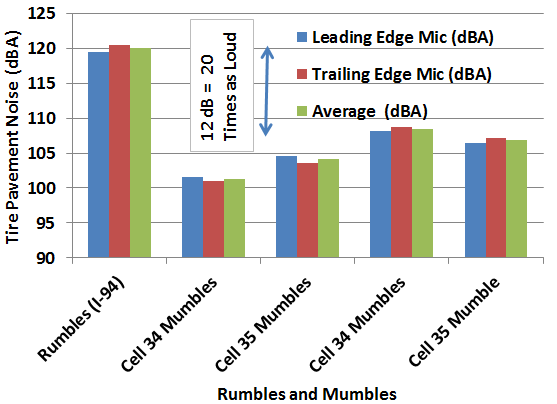 Tire Pavement Noise (dBA)
125
120
115
110
105
100
95
90
12 dB = 20
Times as Loud
Leading Edge Mic (dBA)
Trailing Edge Mic (dBA)
Average (dBA)
Rumbles (I-94)
Cell 34 Mumbles
Cell 35 Mumbles
Cell 34 Mumbles
Cell 35 Mumble
Rumbles and Mumbles